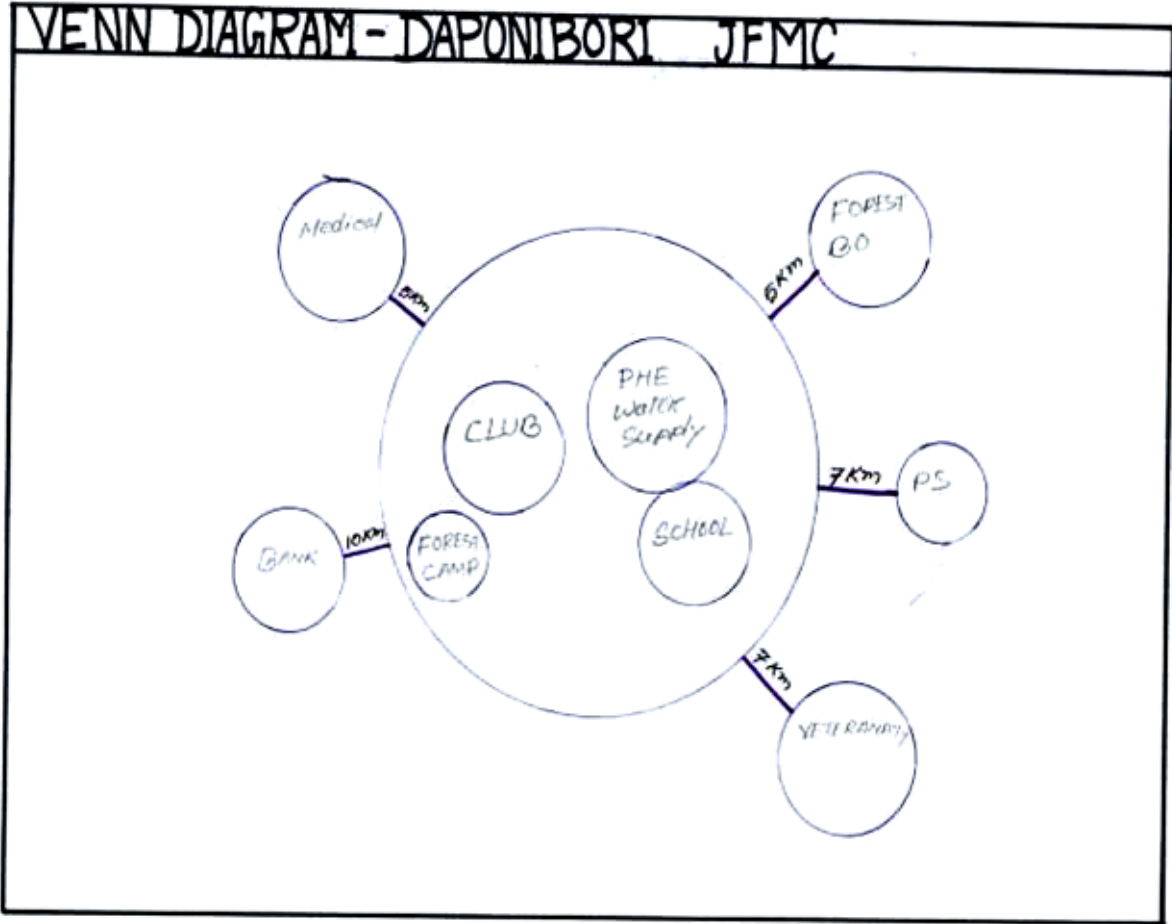 VENN DIAGRAM - DAPONIBORI JFMC
Medical
FOREST
BO
5Km
PHE
Water
Supply
CLUB
7Km
PS
SCHOOL
10Km
BANK
FOREST
CAMP
7Km
VETERANARY